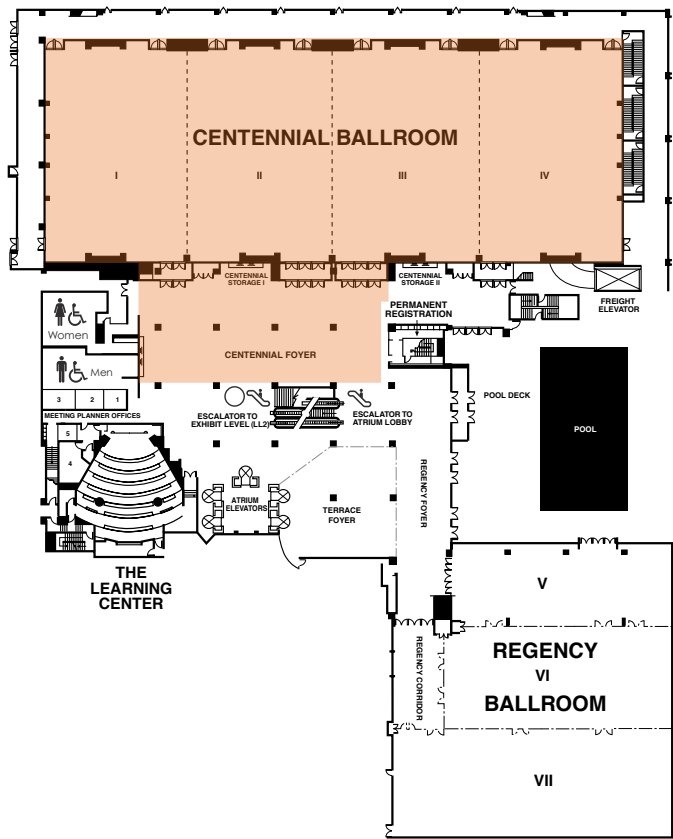 CENTENNIAL BALLROOM
I
II
III
IV
CENTENNIAL
STORAGE I
CENTENNIAL
STORAGE II
FREIGHT
ELEVATOR
PERMANENT
REGISTRATION
Women
Men
CENTENNIAL FOYER
3
2
1
MEETING PLANNER OFFICES
5
4
ESCALATOR TO
EXHIBIT LEVEL (LL2)
ESCALATOR TO
ATRIUM LOBBY
POOL DECK
POOL
REGENCY FOYER
ATRIUM
ELEVATORS
TERRACE
FOYER
THE
LEARNING
CENTER
V
REGENCY CORRIDOR
REGENCY
VI
BALLROOM
VII